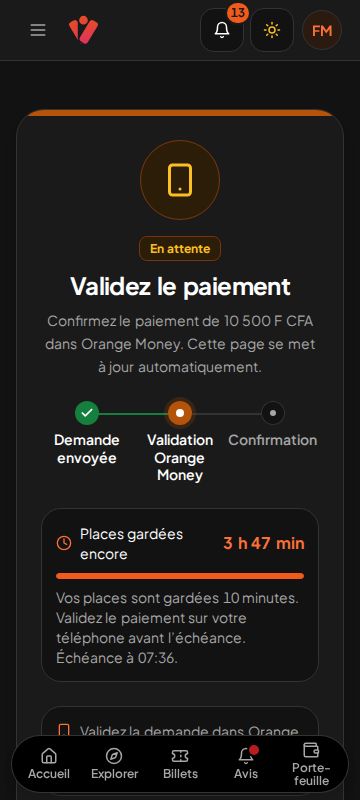 13
FM
En attente
Validez le paiement
Confirmez le paiement de 10 500 F CFA
dans Orange Money. Cette page se met
à jour automatiquement.
Demande
envoyée
Validation
Orange
Money
Confirmation
Places gardées
encore
3 h 47 min
Vos places sont gardées 10 minutes.
Validez le paiement sur votre
téléphone avant l'échéance.
Échéance à 07:36.
Validez la demande dans Orange
Accueil
Explorer
Billets
Avis
Porte-
feuille